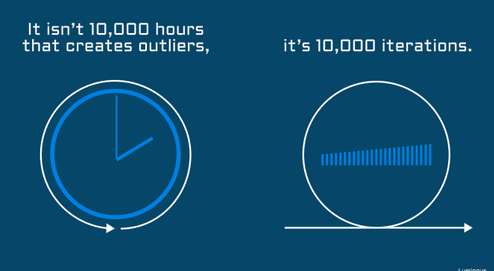 It isn't 10,000 hours
that creates outliers,
it's 10,000 iterations.